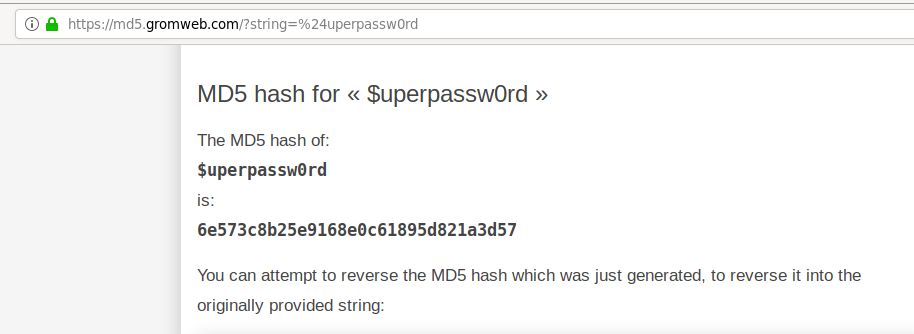 https://md5.gromweb.com/?string=%24uperpassw0rd
MD5 hash for « $uperpassw0rd »
The MD5 hash of:
$uperpassw0rd
is:
6e573c8b25e9168e0c61895d821a3d57
You can attempt to reverse the MD5 hash which was just generated, to reverse it into the
originally provided string: